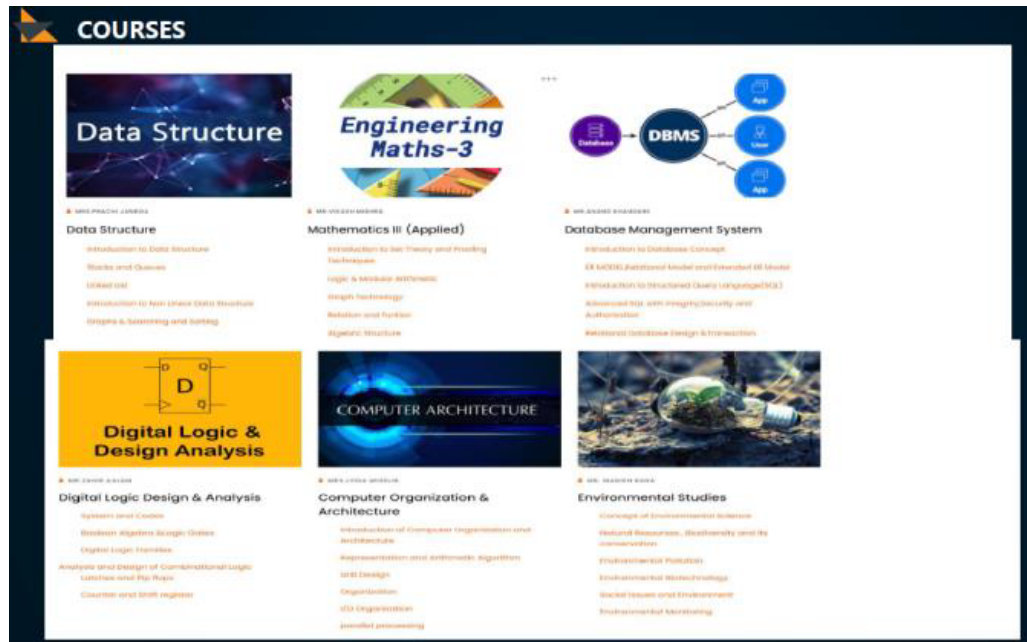 COURSES
Data Structure
Engineering
Maths-3
Database
DBMS
App
User
App
Data Structure
Introduction to Data Structure
Stacks and Queues
Linked List
Introduction to Non Linear Data Structure
Graphs & Searching and Sorting
Mathematics III (Applied)
Introduction to Set Theory and Proofing
Techniques
Logic & Modular Arithmetic
Graph Technology
Relation and
Algebric Structure
Database Management System
Introduction to Database Concept
ER MODEL,Relational Model and Extended ER Model
Introduction to Structured Query Language(SQL)
Advanced SQL with Integrity,Security and
Authorization
Relational Database Design &Transaction
D Q
D
Q
Digital Logic &
Design Analysis
COMPUTER ARCHITECTURE
Digital Logic Design & Analysis
System and Codes
Boolean Algebra &Logic Gates
Digital Logic Families
Analysis and Design of Combinational Logic
Latches and Flip Flops
Counter and Shift register
Computer Organization &
Architecture
Introduction of Computer Organization and
Architecture
Representation and Arithmetic Algorithm
Design
Organization
I/O Organization
parallel processing
Environmental Studies
Concept of Environmental Science
Natural Resources, Biodiversity and its
conservation
Environmental Pollution
Environmental Biotechnology
Social Issues and Environment
Environmental Monitoring